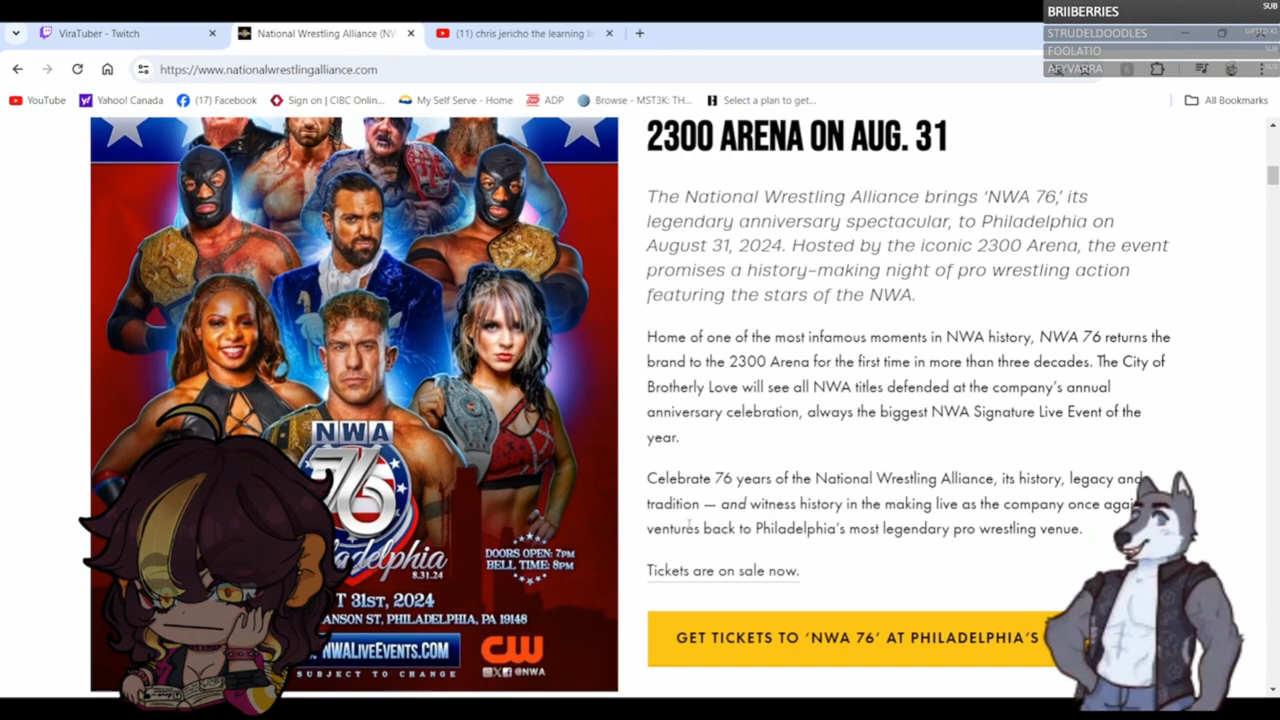 BRIIBERRIES
SUB
STRUDELDOODLES
GIFTED X1
FOOLATIO
SUB
AFYVARRA
SUB
ViraTuber - Twitch
National Wrestling Alliance (NV
(11) chris jericho the learning li
https://www.nationalwrestlingalliance.com
YouTube
Yahoo! Canada
(17) Facebook
Sign on | CIBC Onlin...
My Self Serve - Home
ADP
Browse - MST3K: TH...
Select a plan to get...
All Bookmarks
2300 ARENA ON AUG. 31
The National Wrestling Alliance brings ‘NWA 76,’ its
legendary anniversary spectacular, to Philadelphia on
August 31, 2024. Hosted by the iconic 2300 Arena, the event
promises a history-making night of pro wrestling action
featuring the stars of the NWA.
Home of one of the most infamous moments in NWA history, NWA 76 returns the
brand to the 2300 Arena for the first time in more than three decades. The City of
Brotherly Love will see all NWA titles defended at the company’s annual
anniversary celebration, always the biggest NWA Signature Live Event of the
year.
Celebrate 76 years of the National Wrestling Alliance, its history, legacy and
tradition — and witness history in the making live as the company once again
ventures back to Philadelphia’s most legendary pro wrestling venue.
Tickets are on sale now.
GET TICKETS TO ‘NWA 76’ AT PHILADELPHIA’S
NWA
76
adelphia
8.31.24
DOORS OPEN: 7PM
BELL TIME: 8PM
T 31ST, 2024
ANSON ST, PHILADELPHIA, PA 19148
NWALIVEEVENTS.COM
SUBJECT TO CHANGE
CW
@NWA